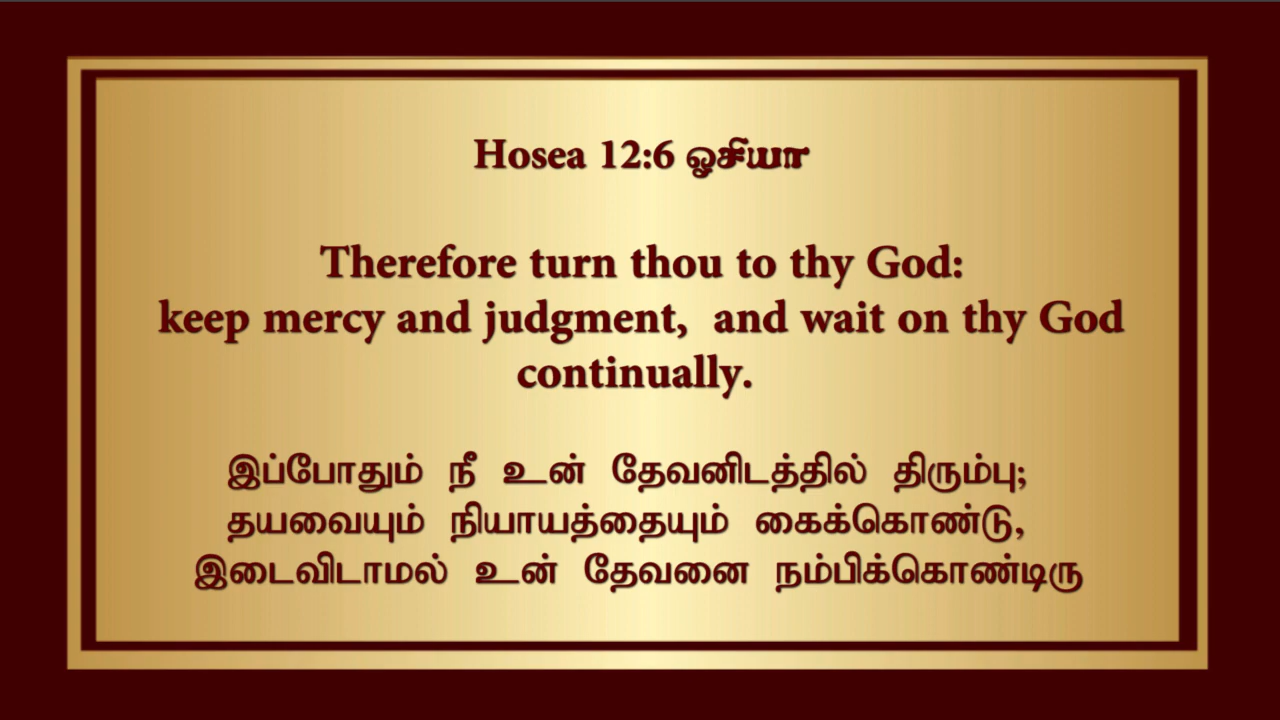 Hosea 12:6 ஓசியா
Therefore turn thou to thy God:
keep mercy and judgment,  and wait on thy God
continually.
இப்போதும் நீ உன் தேவனிடத்தில் திரும்பு;
தயவையும் நியாயத்தையும் கைக்கொண்டு,
இடைவிடாமல் உன் தேவனை நம்பிக்கொண்டிரு